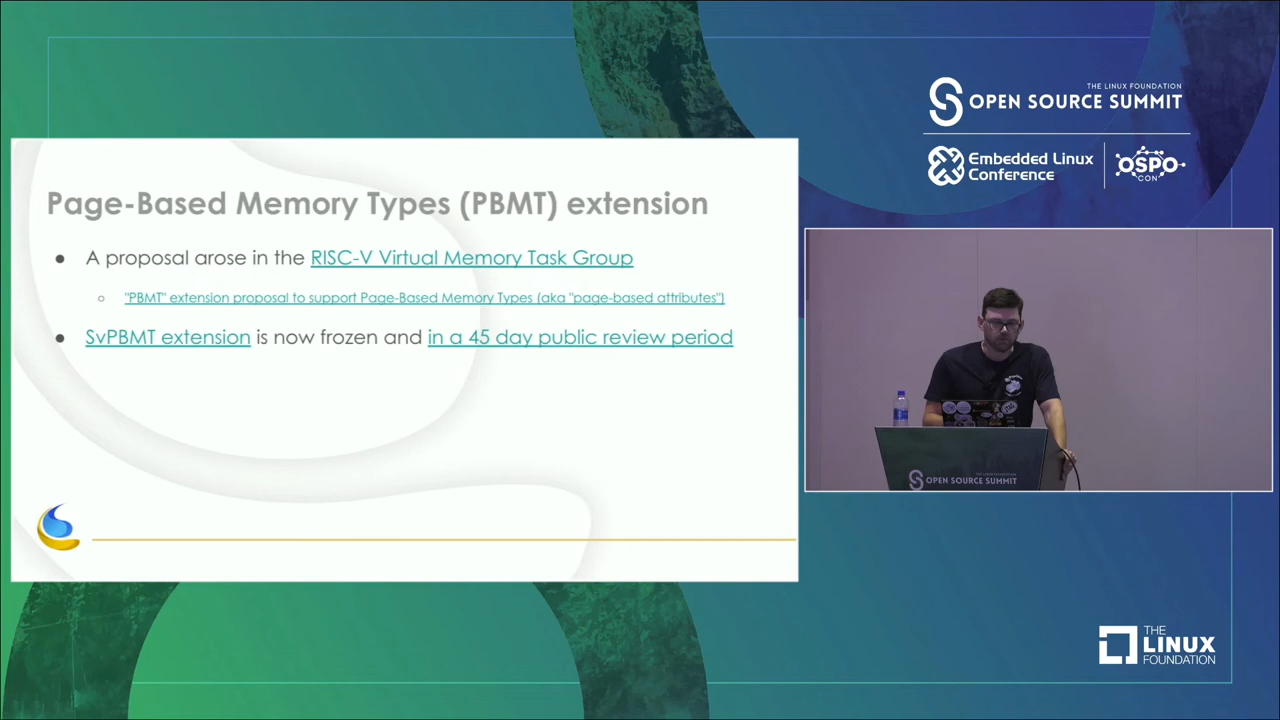 THE LINUX FOUNDATION
OPEN SOURCE SUMMIT
Embedded Linux
Conference
OSPO
CON
Page-Based Memory Types (PBMT) extension
● A proposal arose in the RISC-V Virtual Memory Task Group
○ "PBMT" extension proposal to support Page-Based Memory Types (aka "page-based attributes")
● SvPBMT extension is now frozen and in a 45 day public review period
THE LINUX FOUNDATION
OPEN SOURCE SUMMIT
THE
LINUX
FOUNDATION